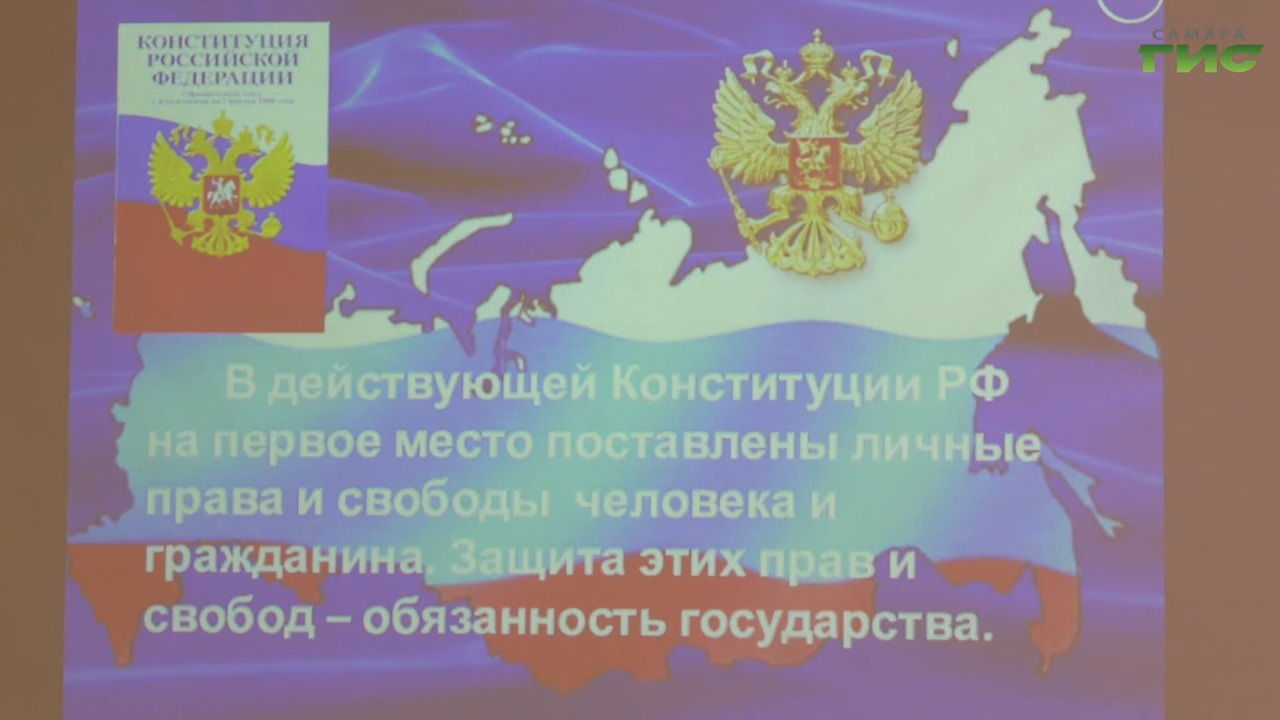 САМАРА
ГИС
КОНСТИТУЦИЯ
РОССИЙСКОЙ
ФЕДЕРАЦИИ
В действующей Конституции РФ
на первое место поставлены личные
права и свободы человека и
гражданина. Защита этих прав и
свобод – обязанность государства.